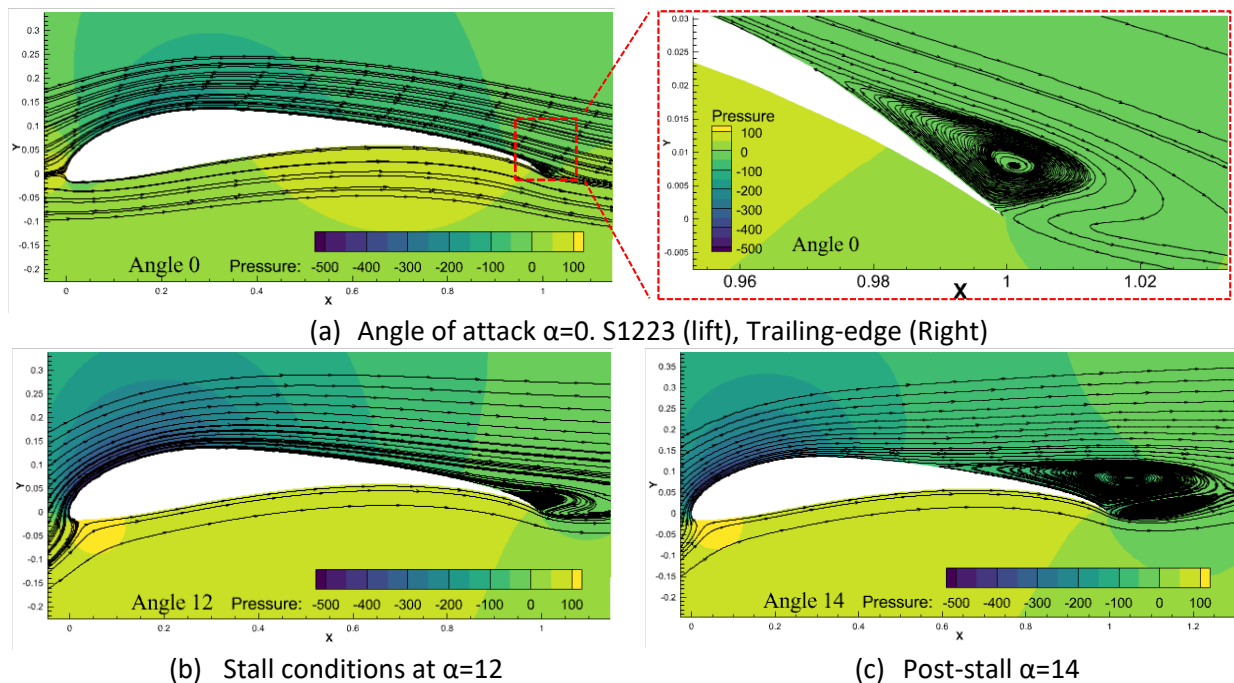 0.3
0.25
0.2
0.15
0.1
Y
0.05
0
-0.05
-0.1
-0.15
-0.2
Angle 0
Pressure: -500 -400 -300 -200 -100 0 100
0 0.2 0.4 0.6 0.8 1
X
0.03
0.025
0.02
0.015
Y
0.01
0.005
0
-0.005
Pressure
100
0
-100
-200
-300
-400
-500
Angle 0
0.96 0.98 1 1.02
X
(a) Angle of attack α=0. S1223 (lift), Trailing-edge (Right)
0.3
0.25
0.2
0.15
0.1
Y
0.05
0
-0.05
-0.1
-0.15
-0.2
Angle 12
Pressure: -500 -400 -300 -200 -100 0 100
0 0.2 0.4 0.6 0.8 1
X
0.35
0.3
0.25
0.2
0.15
0.1
Y
0.05
0
-0.05
-0.1
-0.15
-0.2
Angle 14
Pressure: -500 -400 -300 -200 -100 0 100
0 0.2 0.4 0.6 0.8 1 1.2
X
(b) Stall conditions at α=12
(c) Post-stall α=14